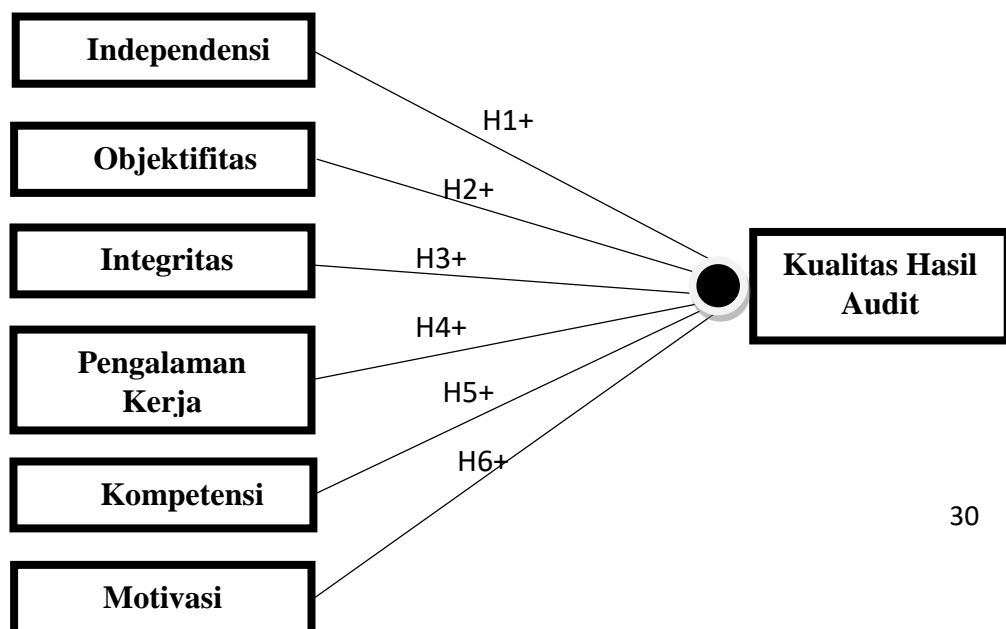 Independensi
H1+
Objektifitas
H2+
Integritas
H3+
Kualitas Hasil
Audit
Pengalaman
Kerja
H4+
H5+
Kompetensi
H6+
30
Motivasi